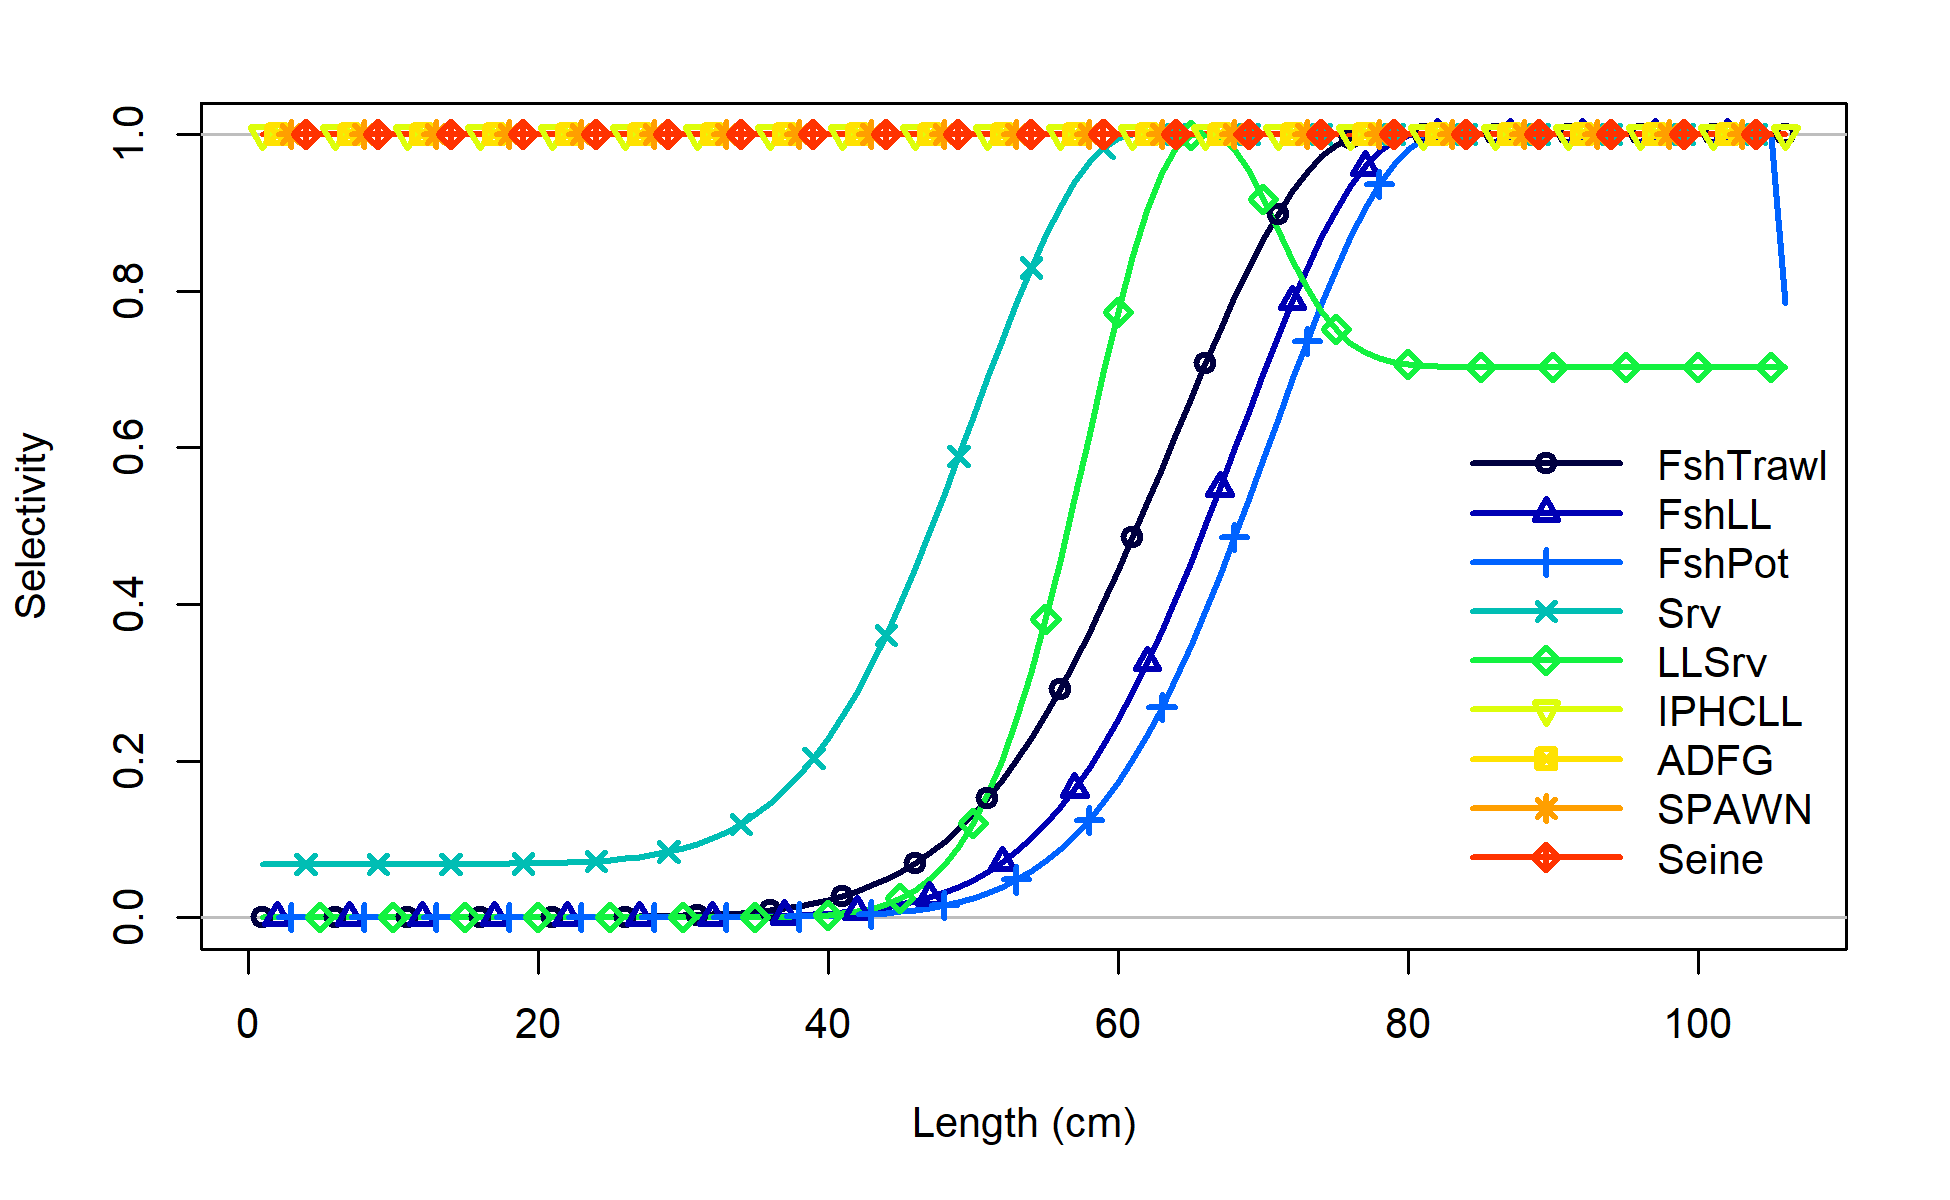 Selectivity
1.0
0.8
0.6
0.4
0.2
0.0
FshTrawl
FshLL
FshPot
Srv
LLSrv
IPHCLL
ADFG
SPAWN
Seine
0 20 40 60 80 100
Length (cm)